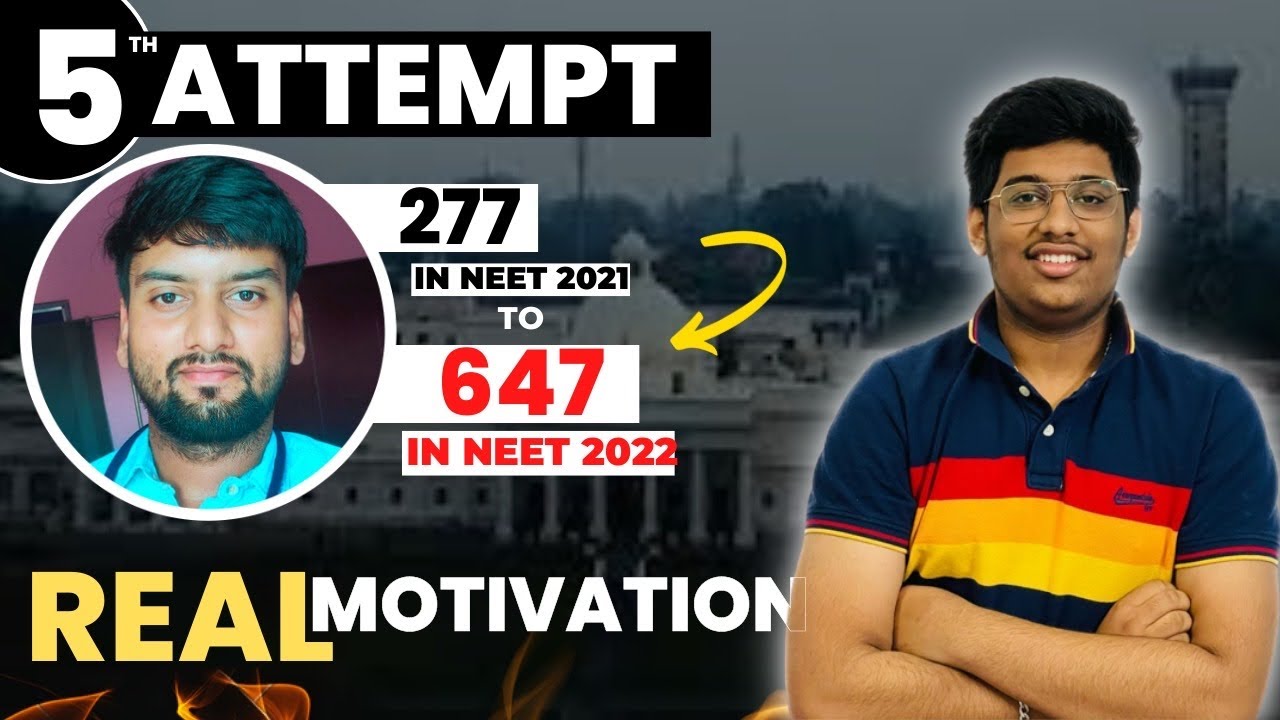 5TH ATTEMPT
277
IN NEET 2021
TO
647
IN NEET 2022
REAL MOTIVATION